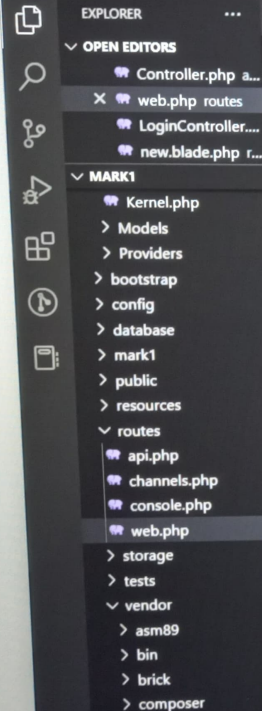 EXPLORER ...
OPEN EDITORS
Controller.php a...
web.php routes
LoginController....
new.blade.php r...
MARK1
Kernel.php
Models
Providers
bootstrap
config
database
mark1
public
resources
routes
api.php
channels.php
console.php
web.php
storage
tests
vendor
asm89
bin
brick
composer